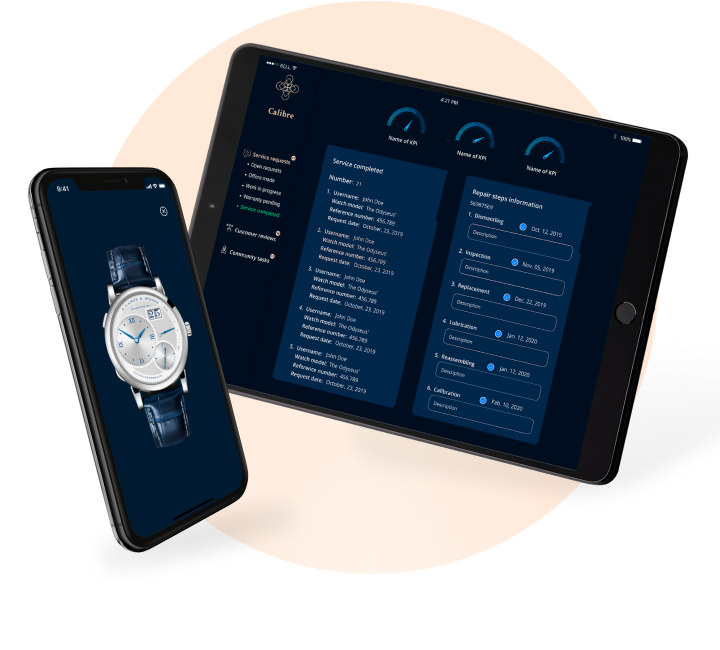 BELL
4:21 PM
100%
Calibre
Name of KPI
Name of KPI
Name of KPI
Service requests
• Open requests
• Offers made
• Work in progress
• Warranty pending
• Service completed
Customer reviews
Community tasks
Service completed
Number: 21
1. Username: John Doe
Watch model: The Odyseus'
Reference number: 456.789
Request date: October, 23, 2019
2. Username: John Doe
Watch model: The Odyseus'
Reference number: 456.789
Request date: October, 23, 2019
3. Username: John Doe
Watch model: The Odyseus'
Reference number: 456.789
Request date: October, 23, 2019
4. Username: John Doe
Watch model: The Odyseus'
Reference number: 456.789
Request date: October, 23, 2019
5. Username: John Doe
Watch model: The Odyseus'
Reference number: 456.789
Request date: October, 23, 2019
Repair steps information
56987569
1. Dismantling Oct. 12, 2019
Description
2. Inspection Nov. 05, 2019
Description
3. Replacement Dec. 22, 2019
Description
4. Lubrication Jan. 12, 2020
Description
5. Reassembling Jan. 12, 2020
Description
6. Calibration Feb. 10, 2020
Description
9:41
A. LANGE & SÖHNE
25